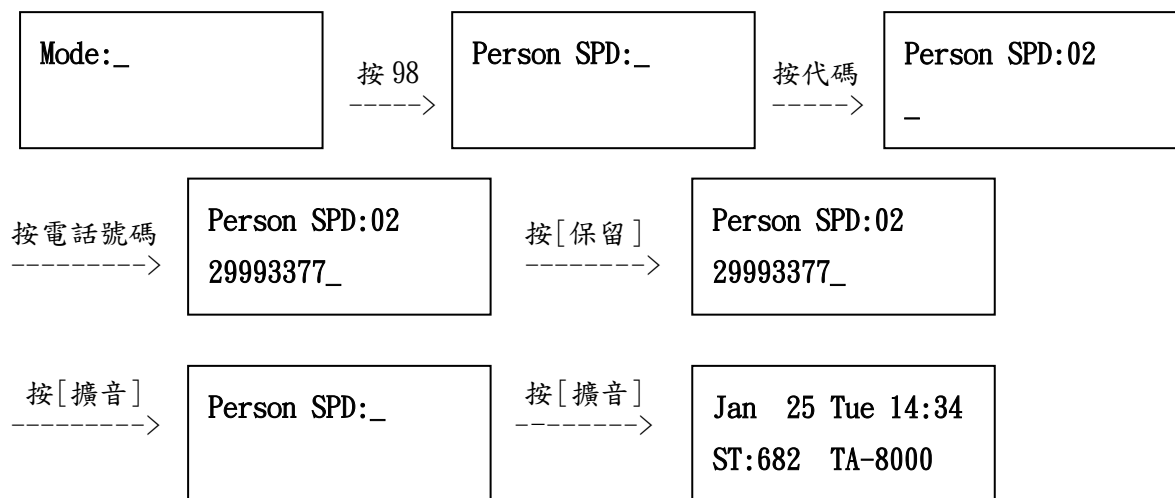 Mode:_
按 98
----->
Person SPD:_
按代碼
----->
Person SPD:02
_
按電話號碼
--------->
Person SPD:02
29993377_
按[保留]
-------->
Person SPD:02
29993377_
按[擴音]
--------->
Person SPD:_
按[擴音]
--------->
Jan  25 Tue 14:34
ST:682  TA-8000